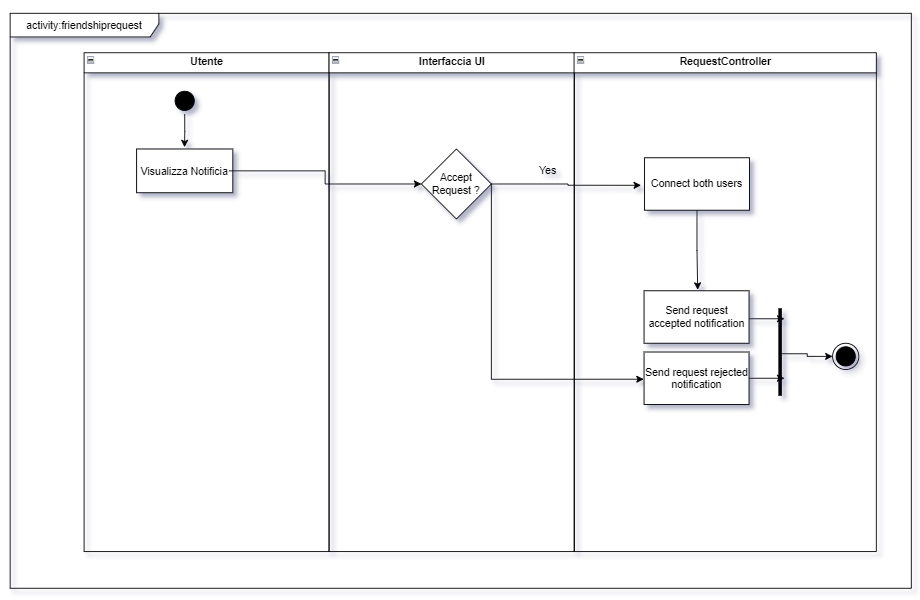 activity:friendshiprequest
Utente
Interfaccia UI
RequestController
Visualizza Notificia
Accept
Request ?
Yes
Connect both users
Send request
accepted notification
Send request rejected
notification